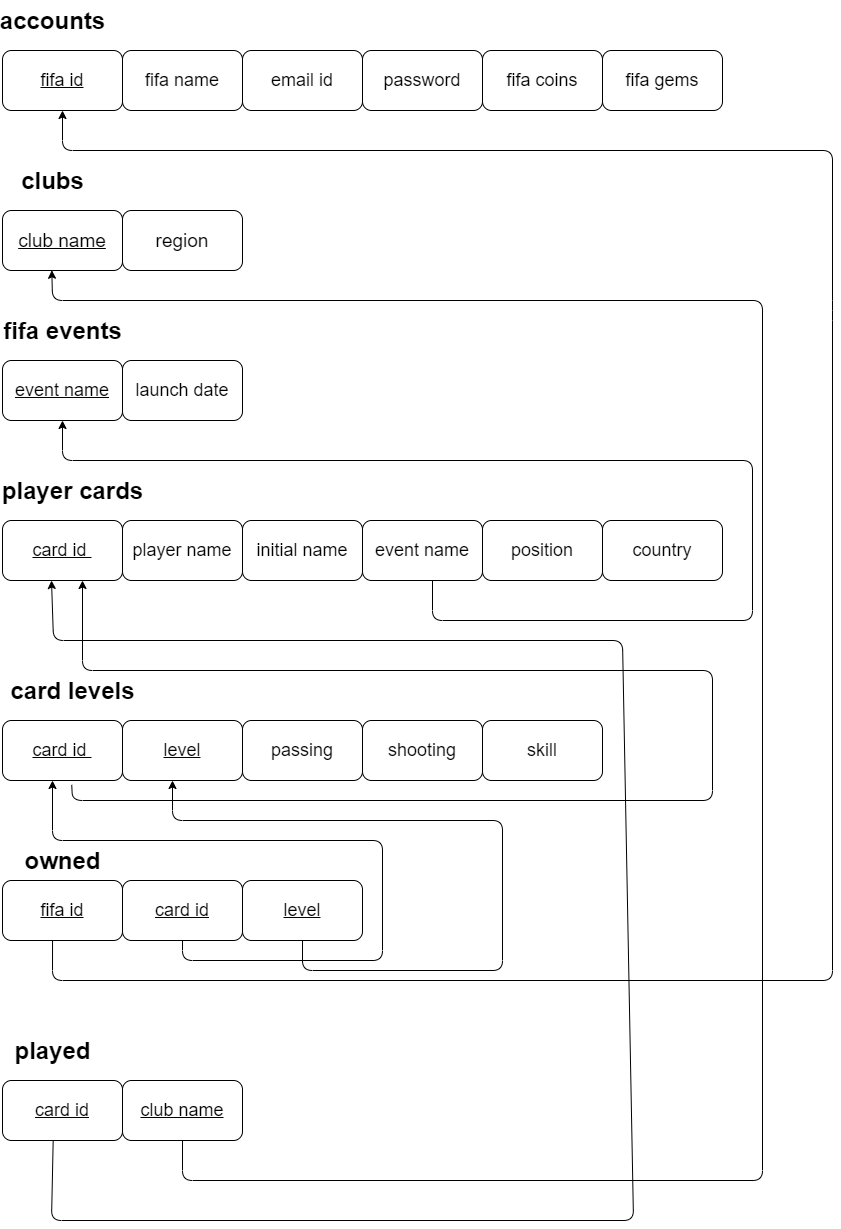 accounts
fifa id fifa name email id password fifa coins fifa gems
clubs
club name region
fifa events
event name launch date
player cards
card id player name initial name event name position country
card levels
card id level passing shooting skill
owned
fifa id card id level
played
card id club name